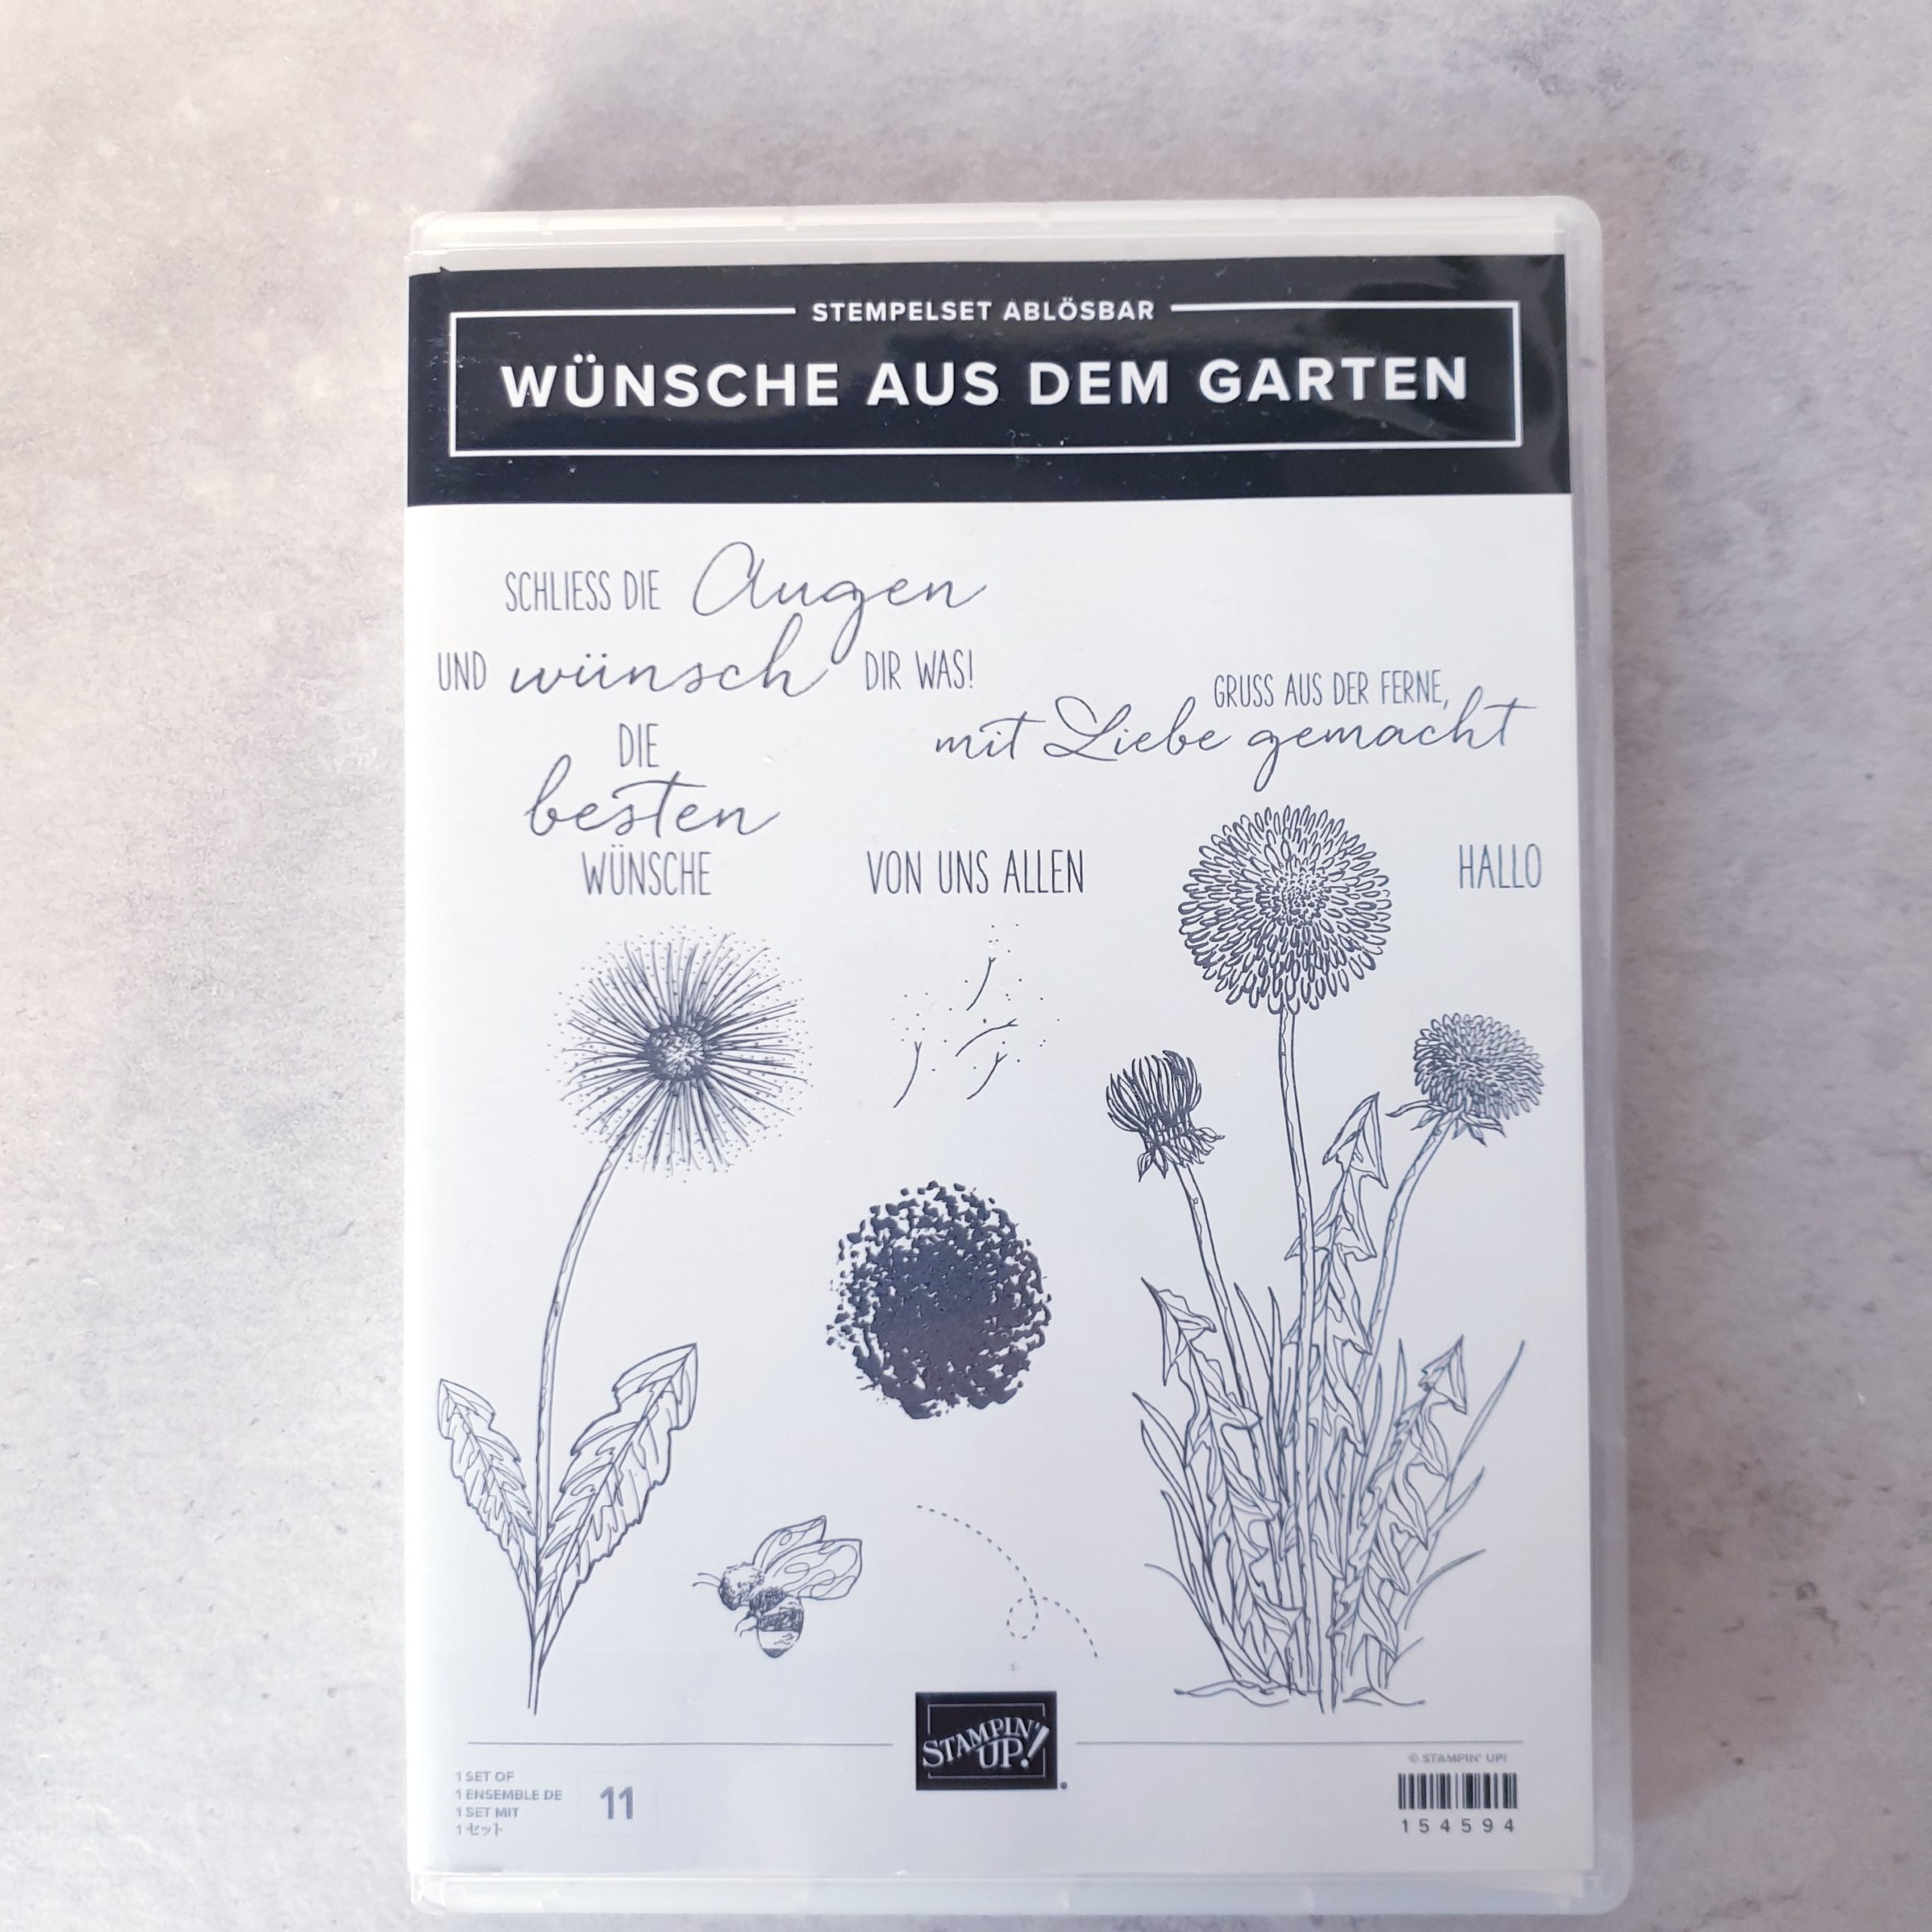 STEMPELSET ABLÖSBAR
WÜNSCHE AUS DEM GARTEN
SCHLIESS DIE Augen
UND wünsch DIR WAS!
GRUSS AUS DER FERNE,
mit Liebe gemacht
DIE
besten
WÜNSCHE
VON UNS ALLEN
HALLO
STAMPIN'
UP!
®
© STAMPIN' UP!
1 SET OF
1 ENSEMBLE DE
1 SET MIT
1 セット
11
154594